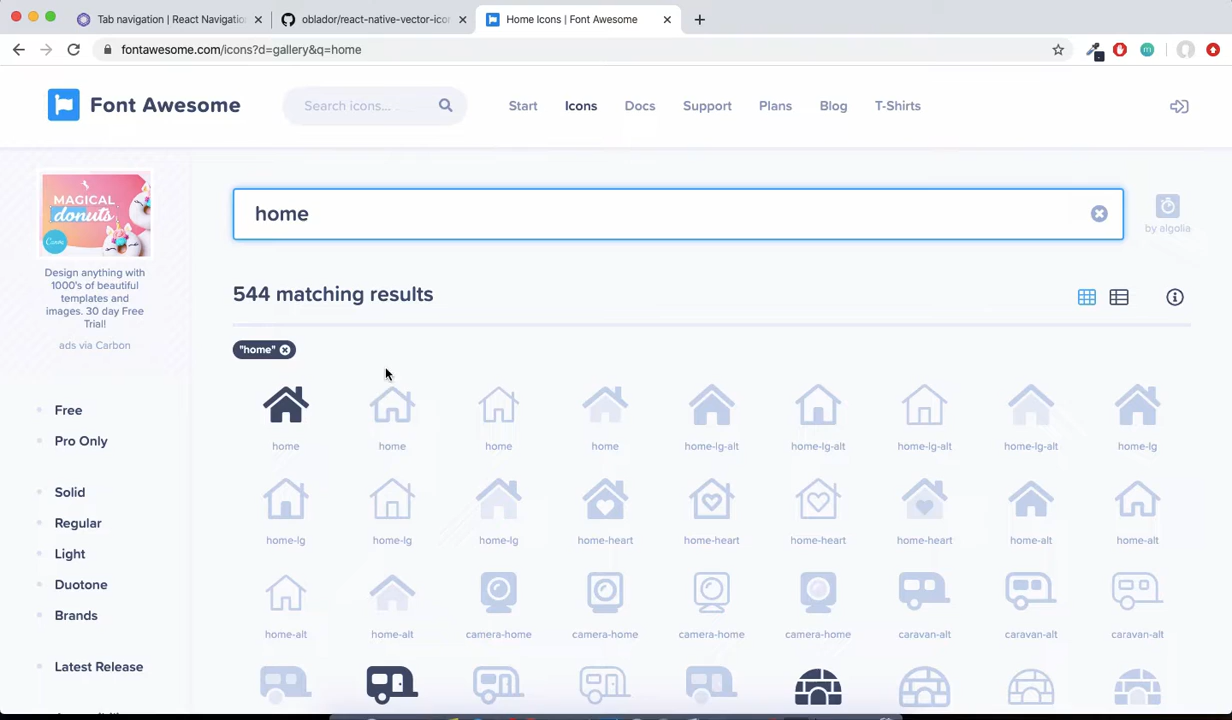 Tab navigation | React Navigation
oblador/react-native-vector-icon
Home Icons | Font Awesome
fontawesome.com/icons?d=gallery&q=home
Font Awesome
Search icons...
Start
Icons
Docs
Support
Plans
Blog
T-Shirts
MAGICAL
donuts
Canva
Design anything with
1000's of beautiful
templates and
images. 30 day Free
Trial!
ads via Carbon
home
by algolia
544 matching results
"home"
Free
Pro Only
Solid
Regular
Light
Duotone
Brands
Latest Release
home home home home home-lg-alt home-lg-alt home-lg-alt home-lg-alt home-lg
home-lg home-lg home-lg home-heart home-heart home-heart home-heart home-alt home-alt
home-alt home-alt camera-home camera-home camera-home camera-home caravan-alt caravan-alt caravan-alt